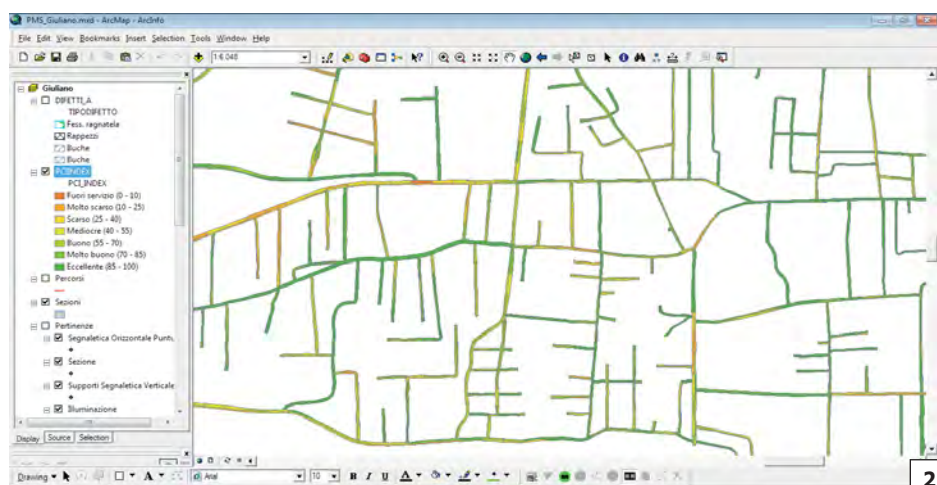 PMS_Giuliano.mxd - ArcMap - ArcInfo
File Edit View Bookmarks Insert Selection Tools Window Help
1:6.048
Giuliano
DIFETTI_A
TIPODIFETTO
Fess. ragnatela
Rappezzi
Buche
Buche
PCIINDEX
PCI_INDEX
Fuori servizio (0 - 10)
Molto scarso (10 - 25)
Scarso (25 - 40)
Mediocre (40 - 55)
Buono (55 - 70)
Molto buono (70 - 85)
Eccellente (85 - 100)
Percorsi
Sezioni
Pertinenze
Segnaletica Orizzontale Puntu
Sezione
Supporti Segnaletica Verticale
Illuminazione
Display Source Selection
Drawing A Arial 10 B I U A
2